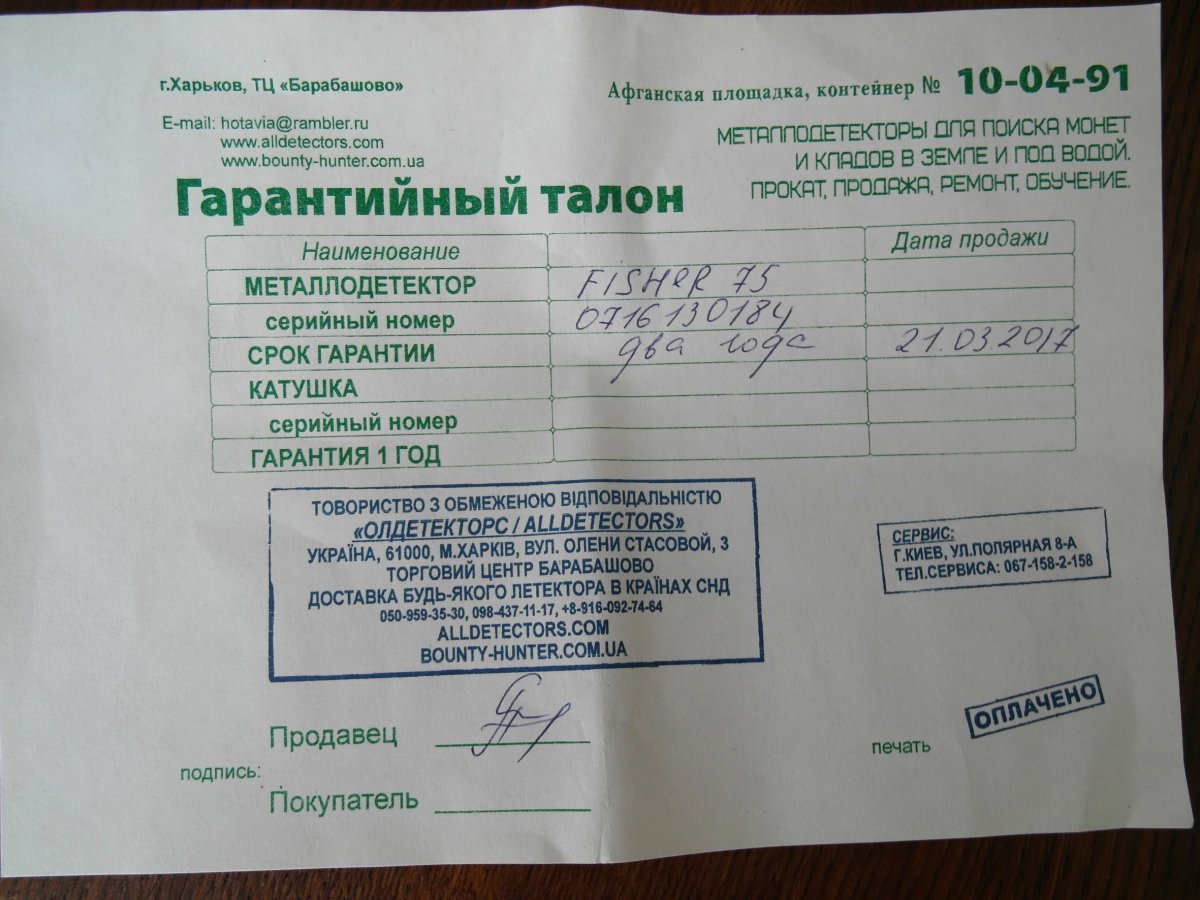 г.Харьков, ТЦ «Барабашово»
Афганская площадка, контейнер № 10-04-91
E-mail: hotavia@rambler.ru
www.alldetectors.com
www.bounty-hunter.com.ua
МЕТАЛЛОДЕТЕКТОРЫ ДЛЯ ПОИСКА МОНЕТ
И КЛАДОВ В ЗЕМЛЕ И ПОД ВОДОЙ.
ПРОКАТ, ПРОДАЖА, РЕМОНТ, ОБУЧЕНИЕ.
Гарантийный талон
Наименование Дата продажи
МЕТАЛЛОДЕТЕКТОР FISHER 75
серийный номер 0716130184
СРОК ГАРАНТИИ два года 21.03.2017
КАТУШКА
серийный номер
ГАРАНТИЯ 1 ГОД
ТОВОРИСТВО З ОБМЕЖЕНОЮ ВІДПОВІДАЛЬНІСТЮ
«ОЛДЕТЕКТОРС / ALLDETECTORS»
УКРАЇНА, 61000, М.ХАРКІВ, ВУЛ. ОЛЕНИ СТАСОВОЙ, 3
ТОРГОВИЙ ЦЕНТР БАРАБАШОВО
ДОСТАВКА БУДЬ-ЯКОГО ЛЕТЕКТОРА В КРАЇНАХ СНД
050-959-35-30, 098-437-11-17, +8-916-092-74-64
ALLDETECTORS.COM
BOUNTY-HUNTER.COM.UA
СЕРВИС:
Г.КИЕВ, УЛ.ПОЛЯРНАЯ 8-А
ТЕЛ.СЕРВИСА: 067-158-2-158
Продавец
подпись:
Покупатель
печать
ОПЛАЧЕНО